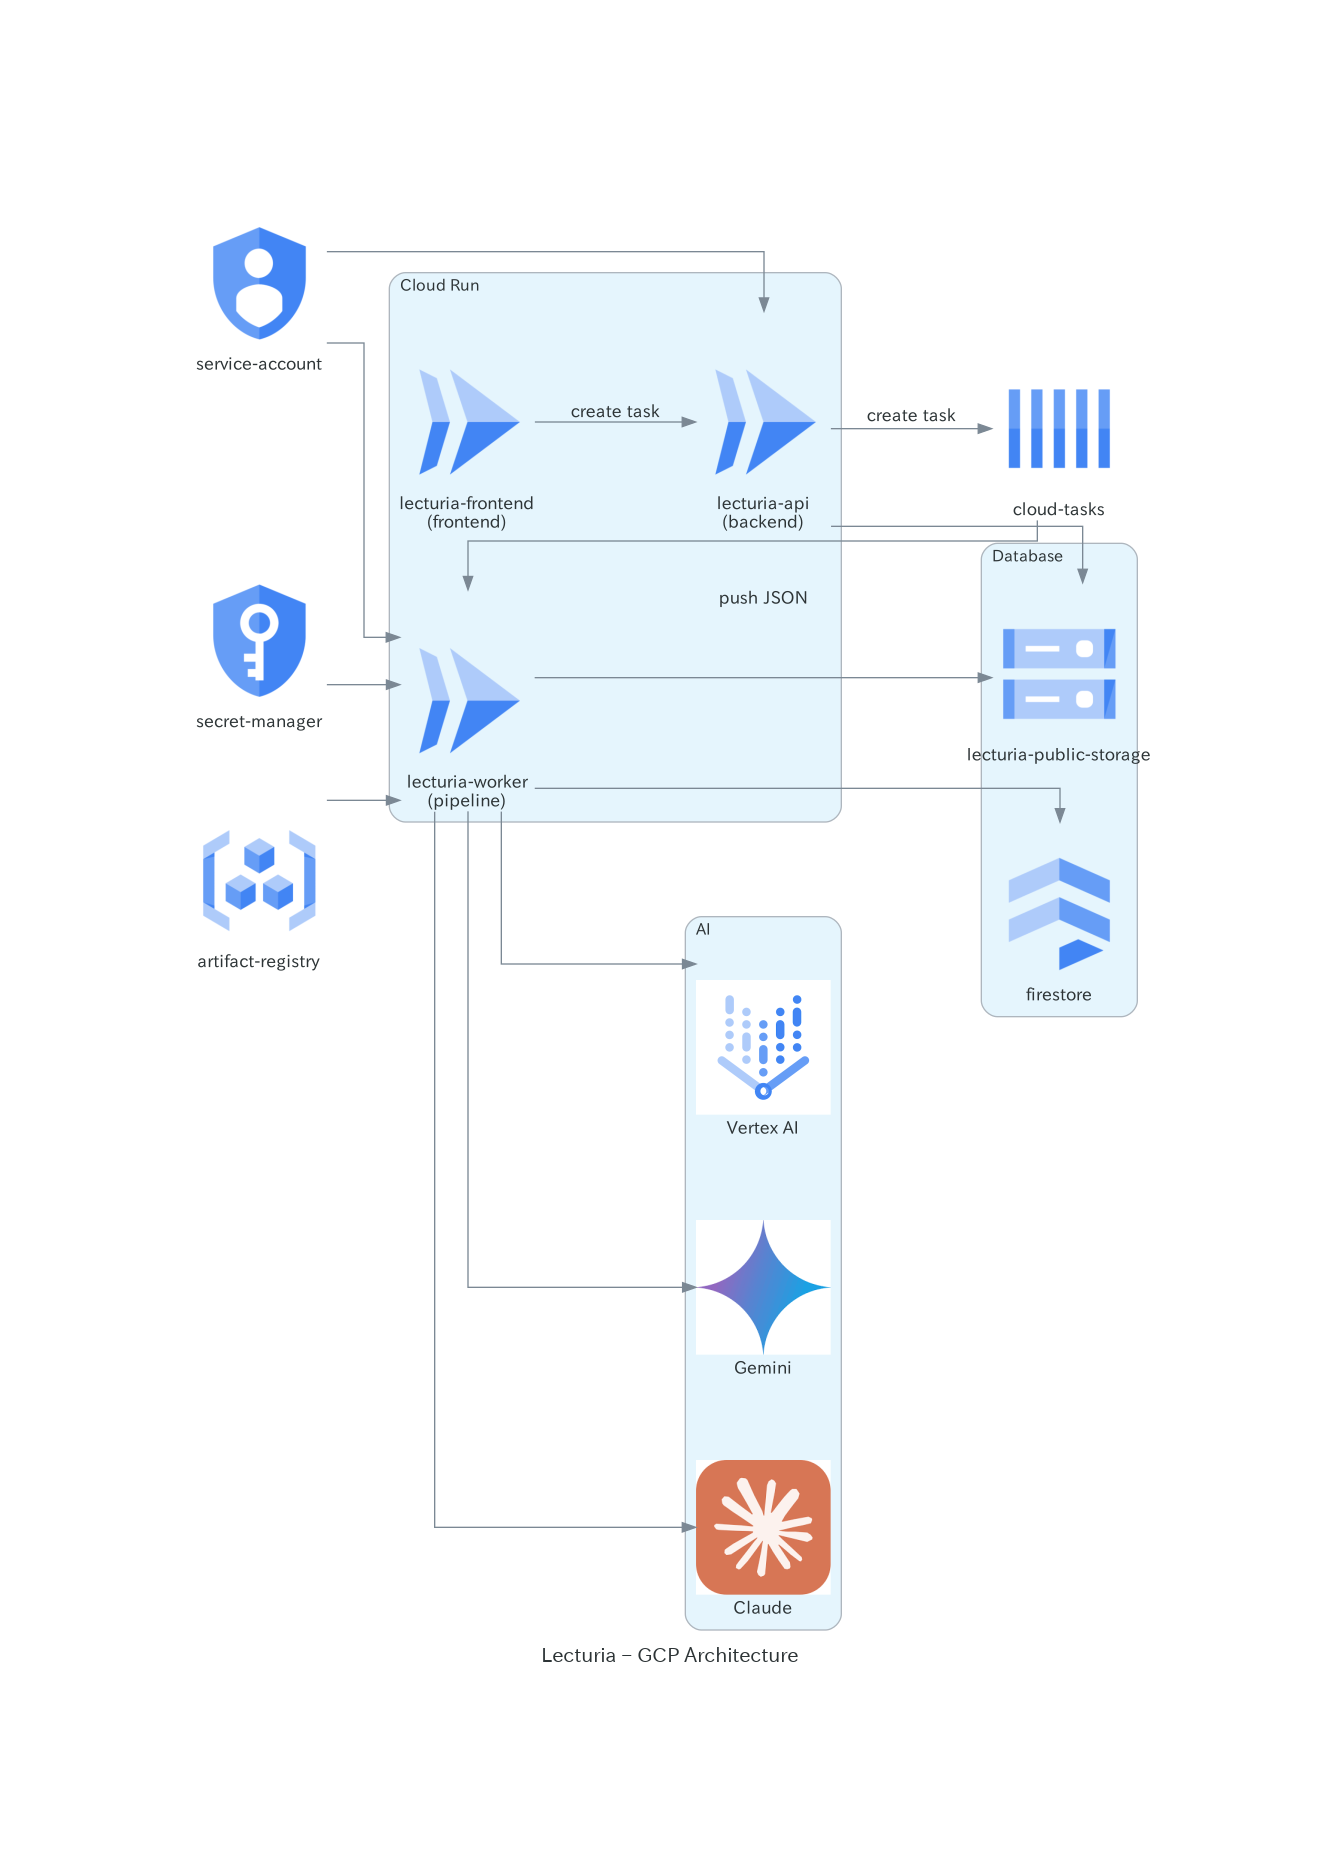 service-account
Cloud Run
create task
create task
lecturia-frontend
(frontend)
lecturia-api
(backend)
cloud-tasks
Database
push JSON
secret-manager
lecturia-public-storage
lecturia-worker
(pipeline)
artifact-registry
firestore
AI
Vertex AI
Gemini
Claude
Lecturia – GCP Architecture